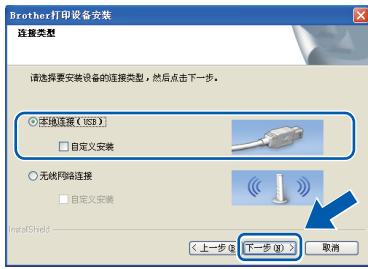 Brother打印设备安装
连接类型
请选择要安装设备的连接类型，然后点击下一步。
本地连接(USB)
自定义安装
无线网络连接
自定义安装
InstallShield
< 上一步(B) 下一步(N) > 取消